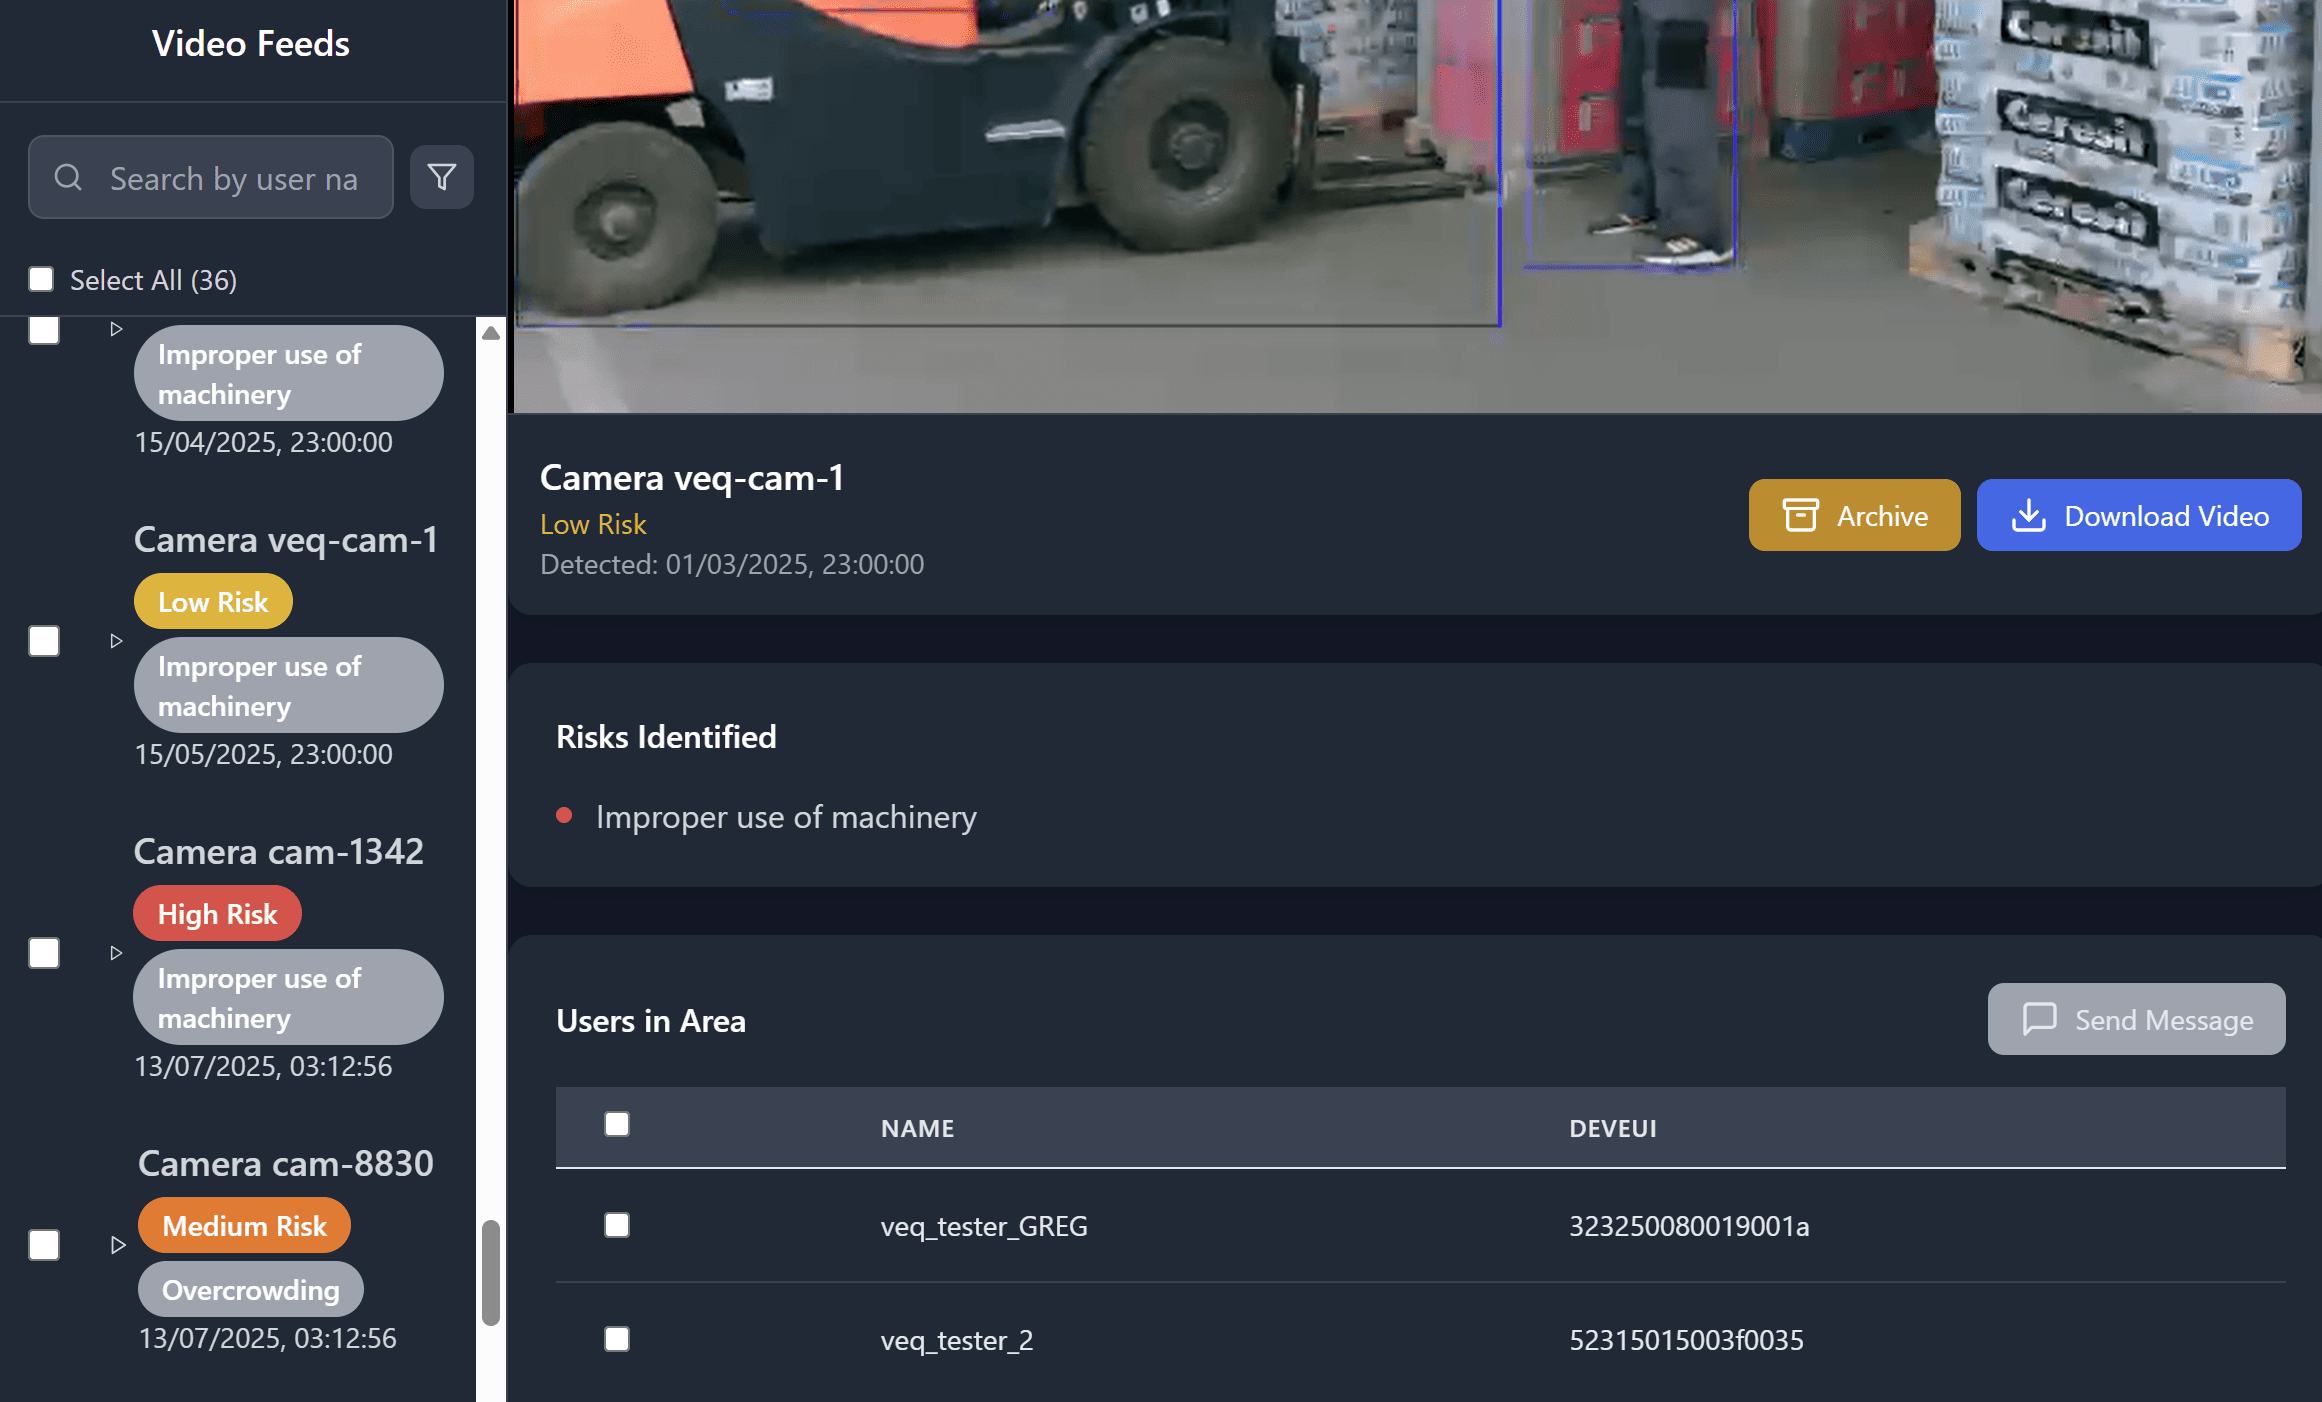 Video Feeds
Search by user na
Select All (36)
Improper use of
machinery
15/04/2025, 23:00:00
Camera veq-cam-1
Low Risk
Improper use of
machinery
15/05/2025, 23:00:00
Camera cam-1342
High Risk
Improper use of
machinery
13/07/2025, 03:12:56
Camera cam-8830
Medium Risk
Overcrowding
13/07/2025, 03:12:56
Ceresit
Ceresit
Ceresit
Camera veq-cam-1
Low Risk
Detected: 01/03/2025, 23:00:00
Archive
Download Video
Risks Identified
Improper use of machinery
Users in Area
Send Message
NAME DEVEUI
veq_tester_GREG 323250080019001a
veq_tester_2 52315015003f0035